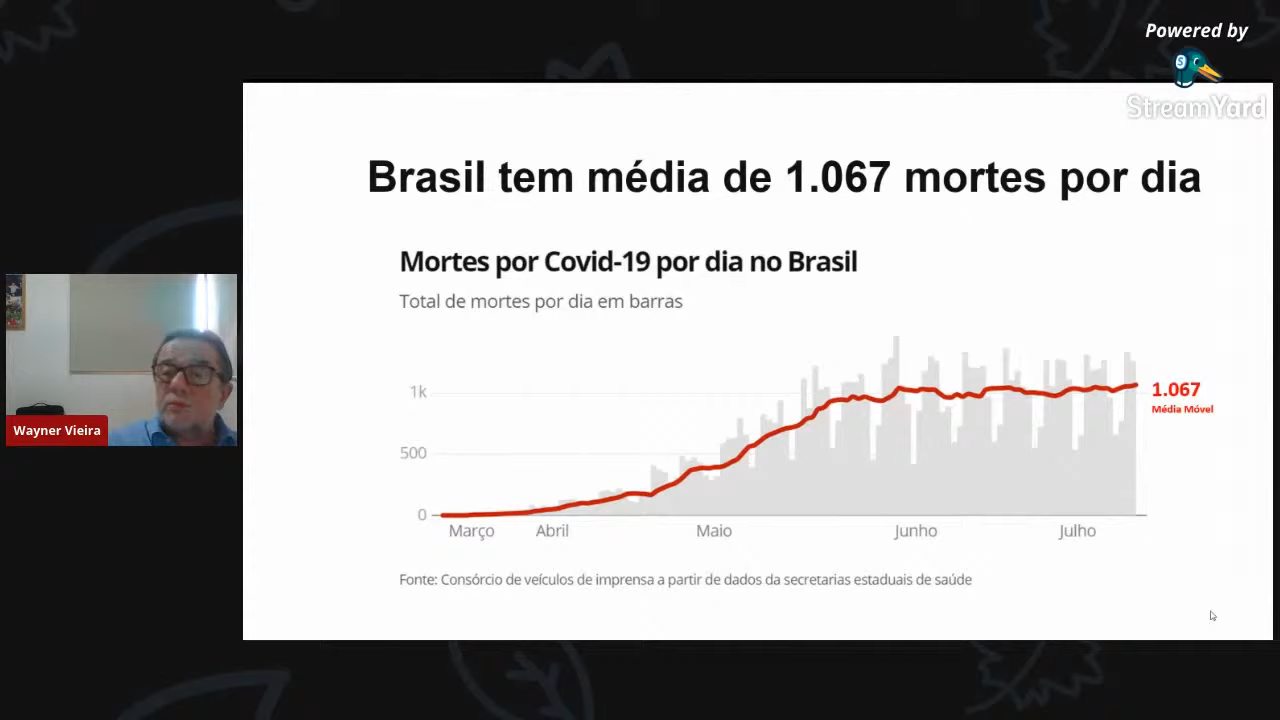 Powered by
StreamYard
Brasil tem média de 1.067 mortes por dia
Mortes por Covid-19 por dia no Brasil
Total de mortes por dia em barras
1k
500
0
1.067
Média Móvel
Março Abril Maio Junho Julho
Fonte: Consórcio de veículos de imprensa a partir de dados da secretarias estaduais de saúde
Wayner Vieira